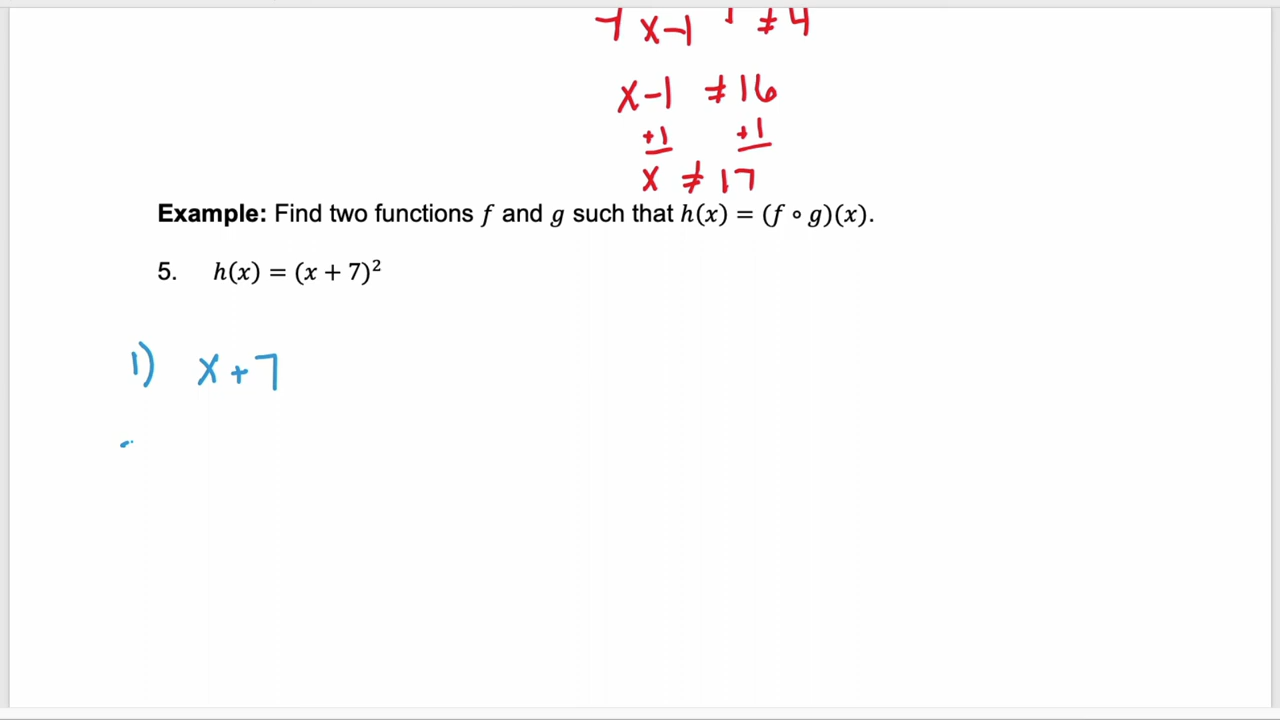 x-1 ≠ 16
+1 +1
x ≠ 17
Example: Find two functions f and g such that h(x) = (f ∘ g)(x).
5. h(x) = (x + 7)²
1) x+7